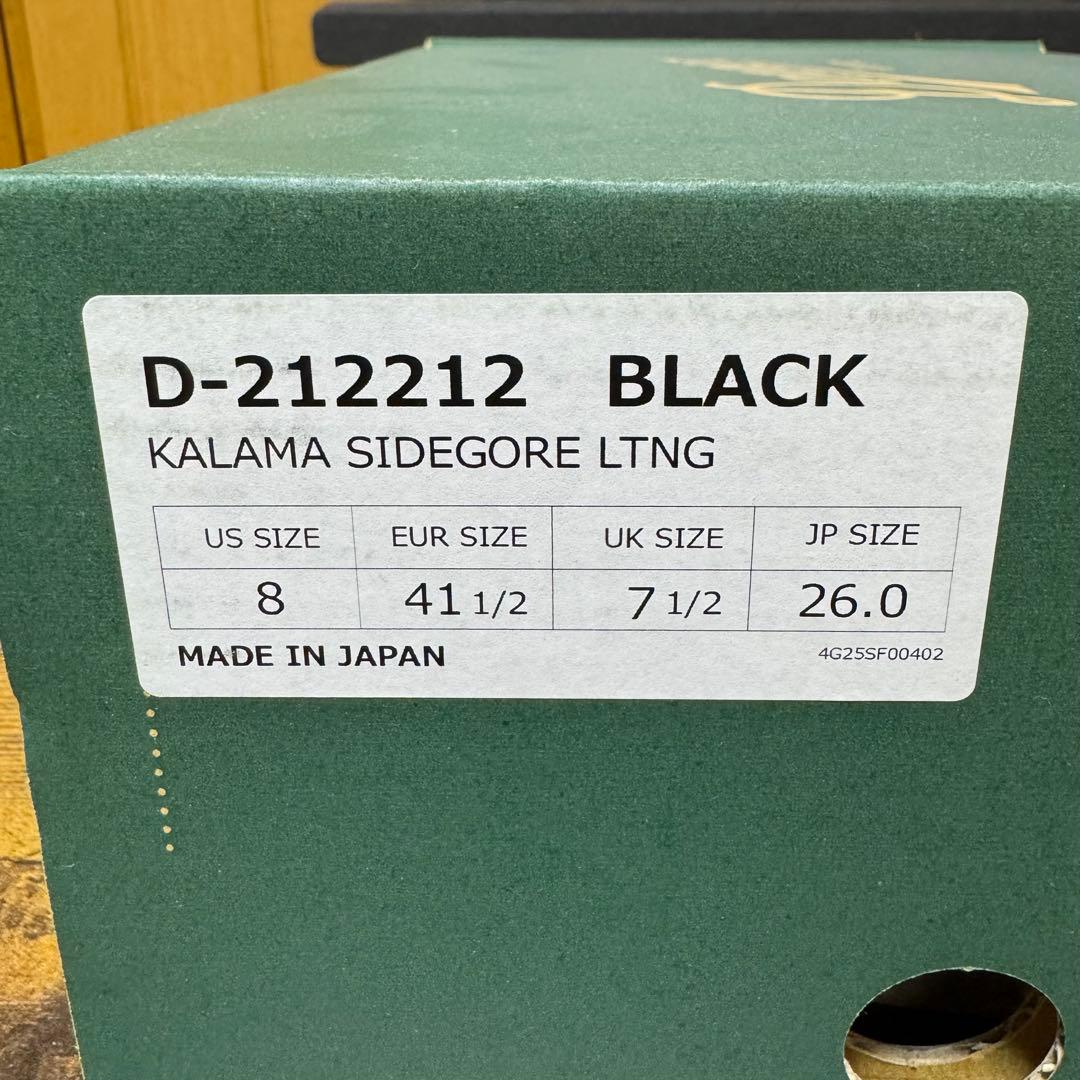 D-212212 BLACK
KALAMA SIDEGORE LTNG
US SIZE EUR SIZE UK SIZE JP SIZE
8 41 1/2 7 1/2 26.0
MADE IN JAPAN 4G25SF00402